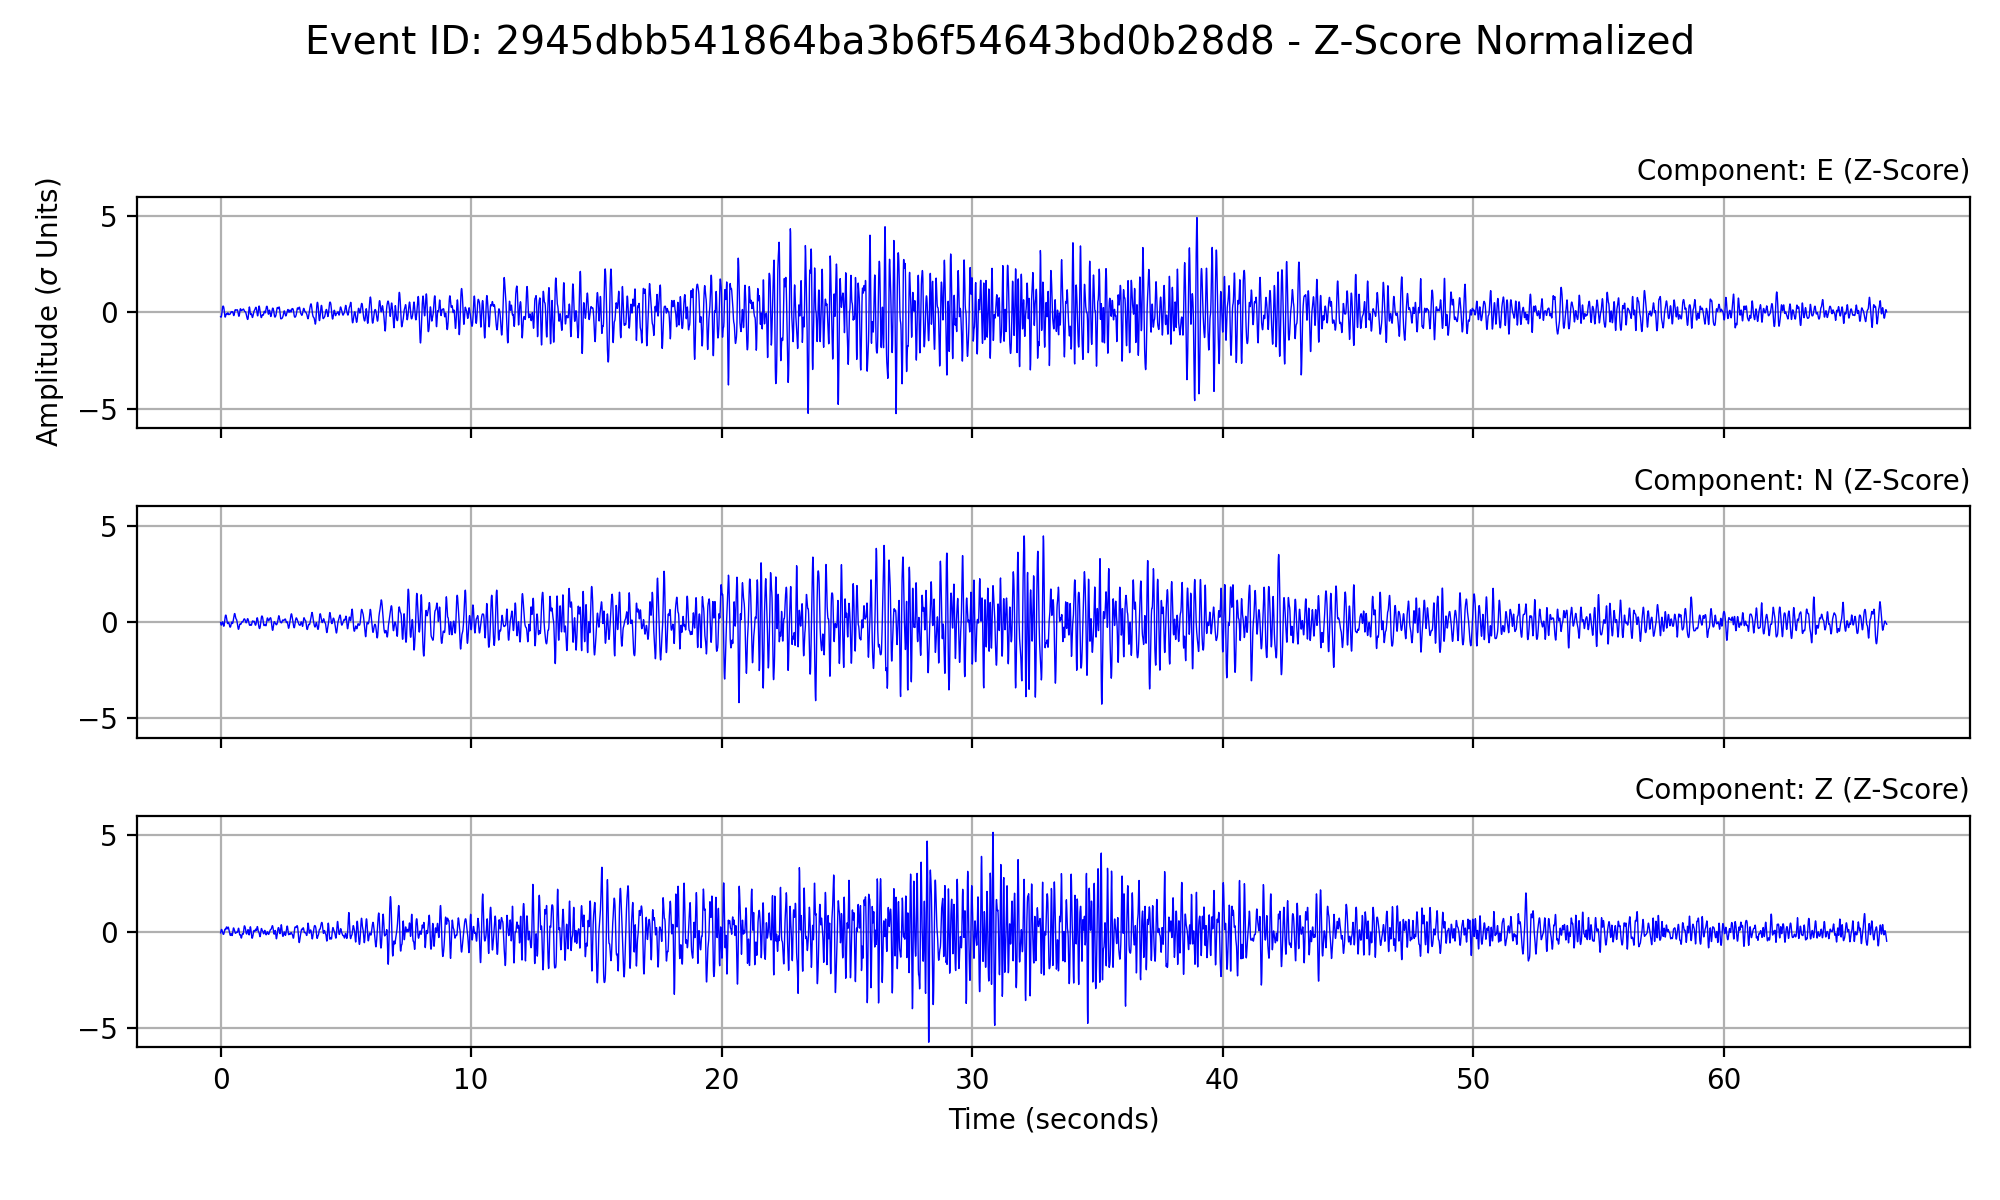 Event ID: 2945dbb541864ba3b6f54643bd0b28d8 - Z-Score Normalized
Component: E (Z-Score)
Amplitude (σ Units)
5
0
−5
Component: N (Z-Score)
5
0
−5
Component: Z (Z-Score)
5
0
−5
0 10 20 30 40 50 60
Time (seconds)